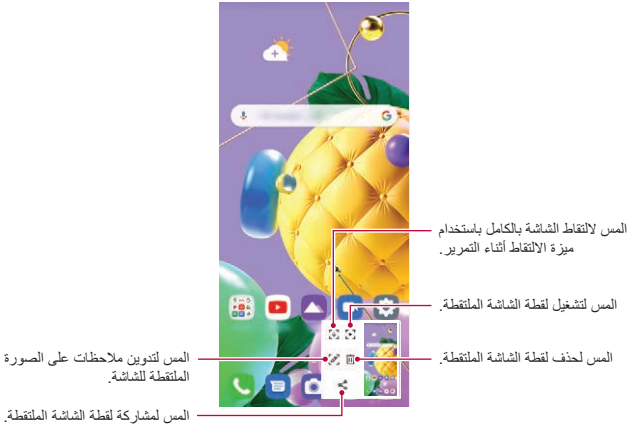 المس لالتقاط الشاشة بالكامل باستخدام
ميزة الالتقاط أثناء التمرير.
المس لتشغيل لقطة الشاشة الملتقطة.
المس لحذف لقطة الشاشة الملتقطة.
المس لتدوين ملاحظات على الصورة
الملتقطة للشاشة.
المس لمشاركة لقطة الشاشة الملتقطة.